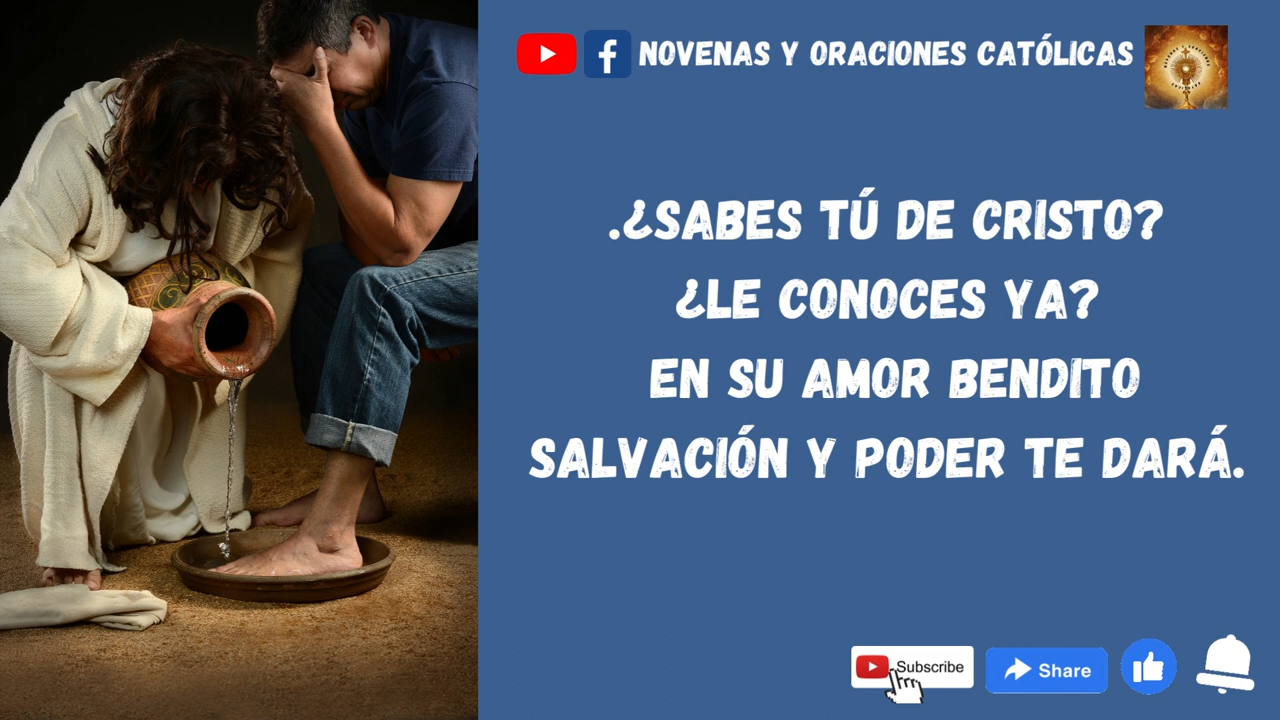 NOVENAS Y ORACIONES CATÓLICAS
.¿SABES TÚ DE CRISTO?
¿LE CONOCES YA?
EN SU AMOR BENDITO
SALVACIÓN Y PODER TE DARÁ.
Subscribe
Share